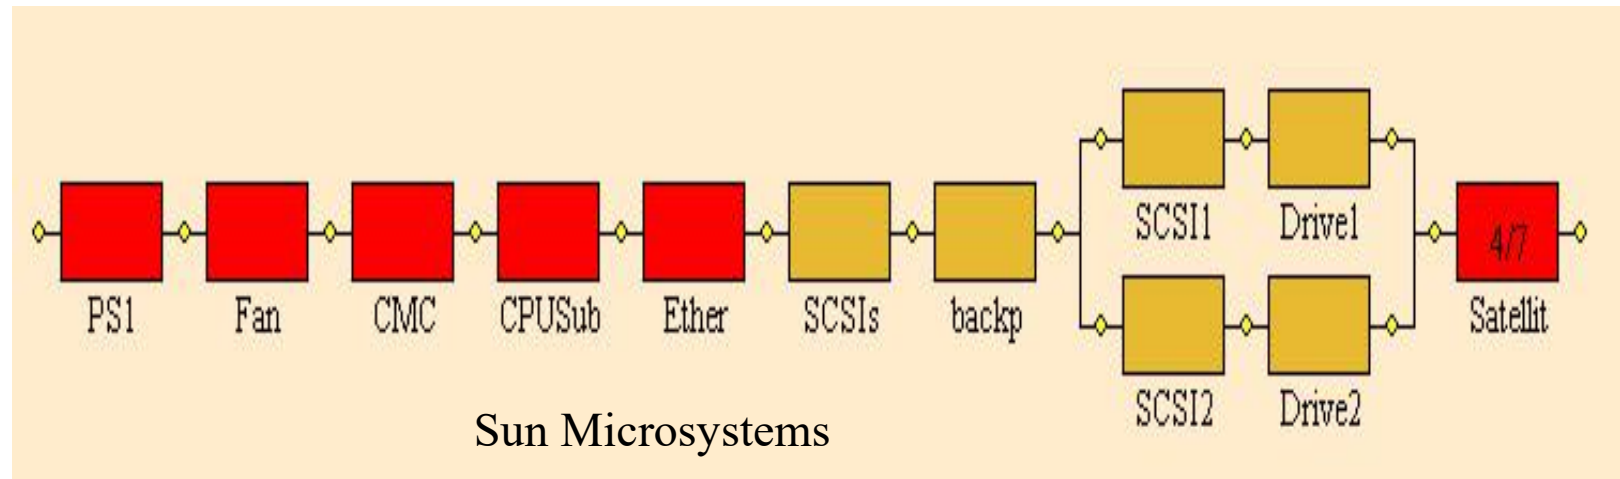 SCSI1 Drive1
4/7
PS1 Fan CMC CPUSub Ether SCSIs backp Satellit
SCSI2 Drive2
Sun Microsystems